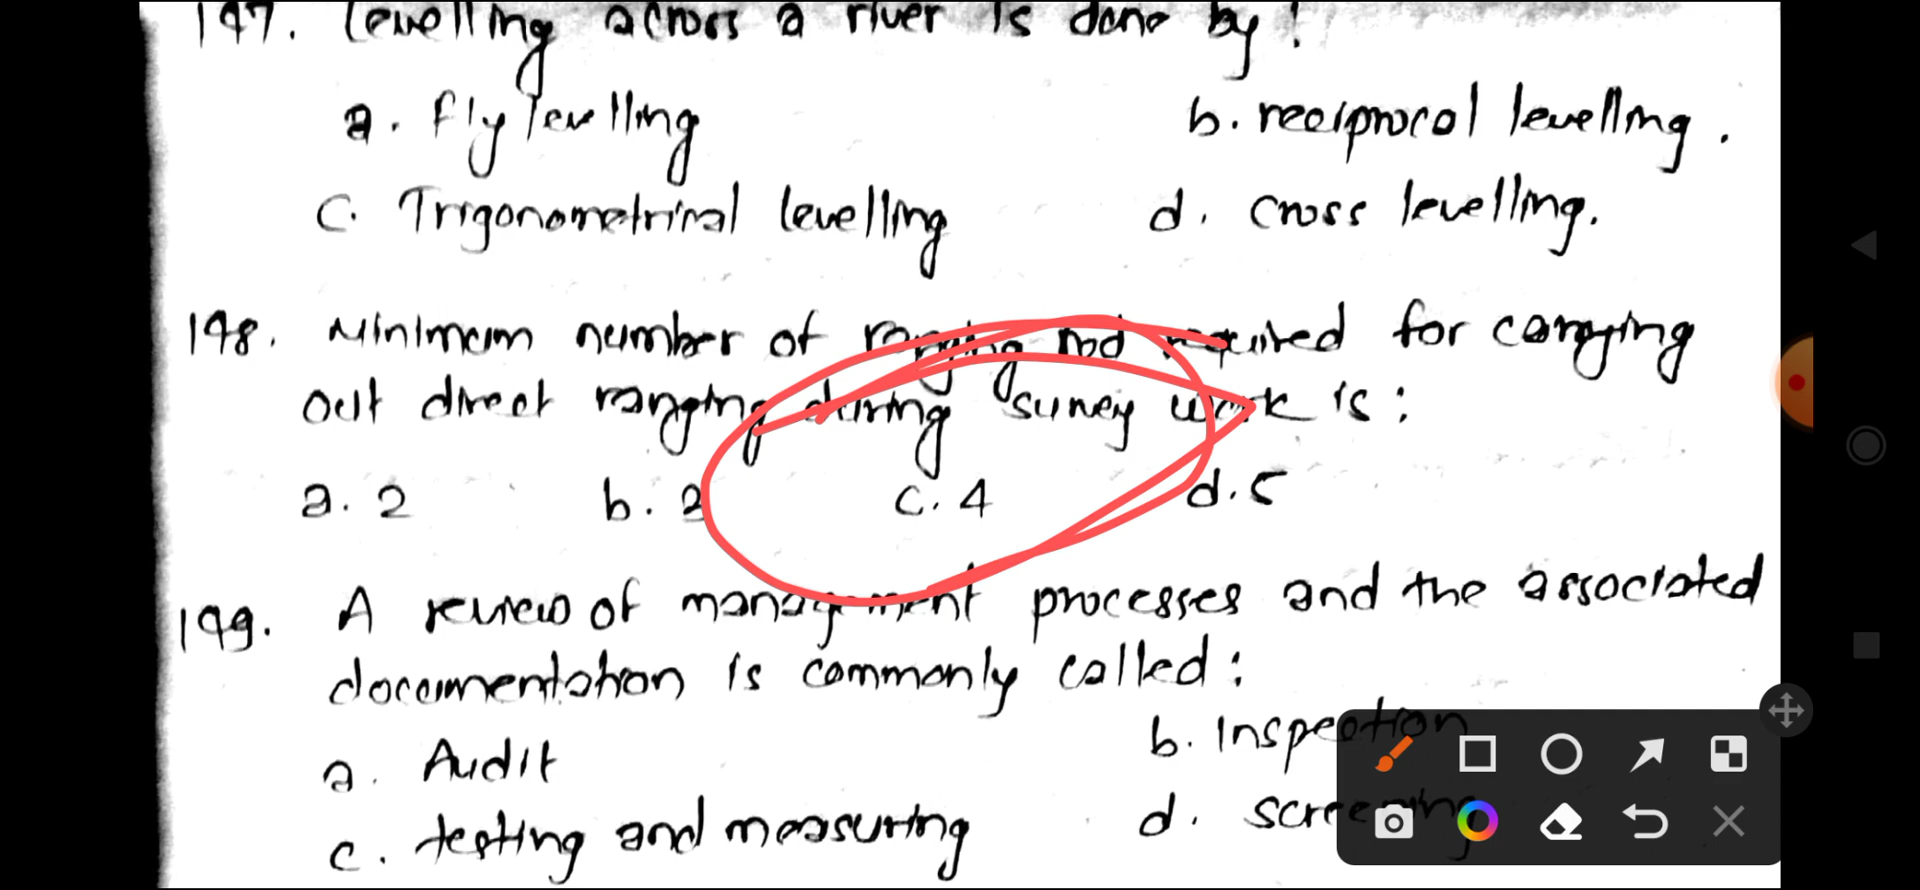 197. levelling across a river is done by!
a. fly levelling
b. reciprocal levelling.
c. Trigonometrical levelling
d. cross levelling.
198. Minimum number of ranging rod required for carrying
out direct ranging during survey work is:
a. 2 b. 3 c. 4 d. 5
199. A review of management processes and the associated
documentation is commonly called:
a. Audit
b. Inspection
c. testing and measuring
d. screening